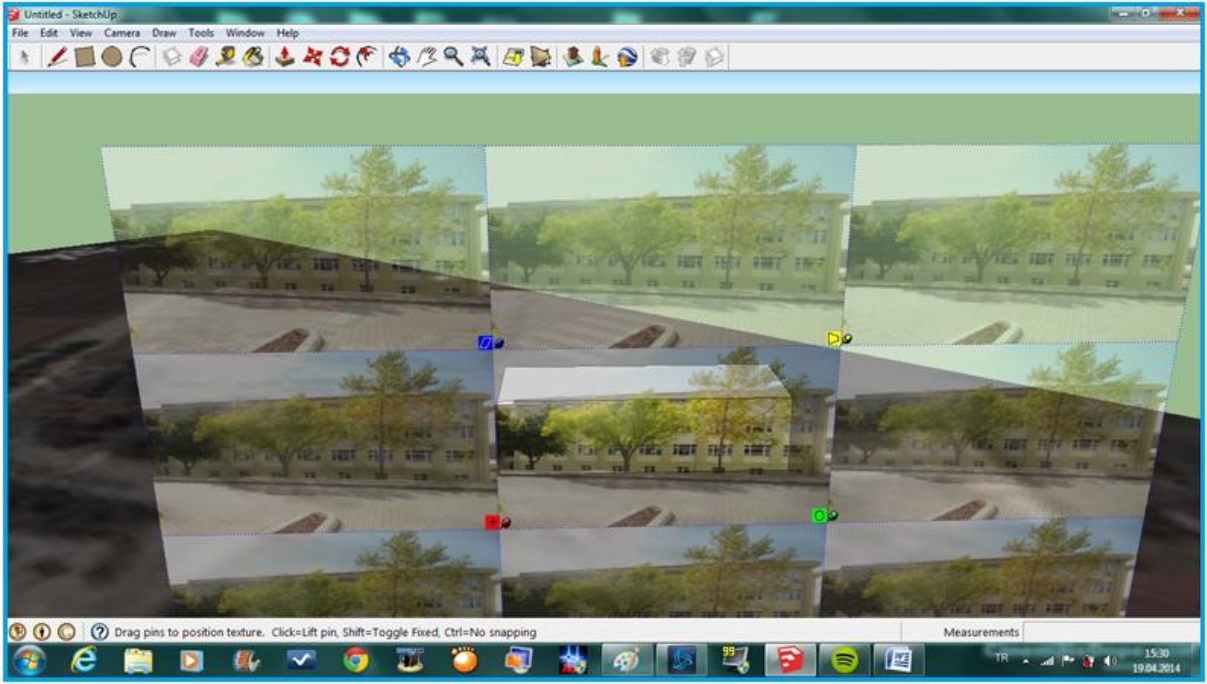 Untitled - SketchUp
File Edit View Camera Draw Tools Window Help
Drag pins to position texture. Click=Lift pin, Shift=Toggle Fixed, Ctrl=No snapping
Measurements
99
TR
15:30
19.04.2014